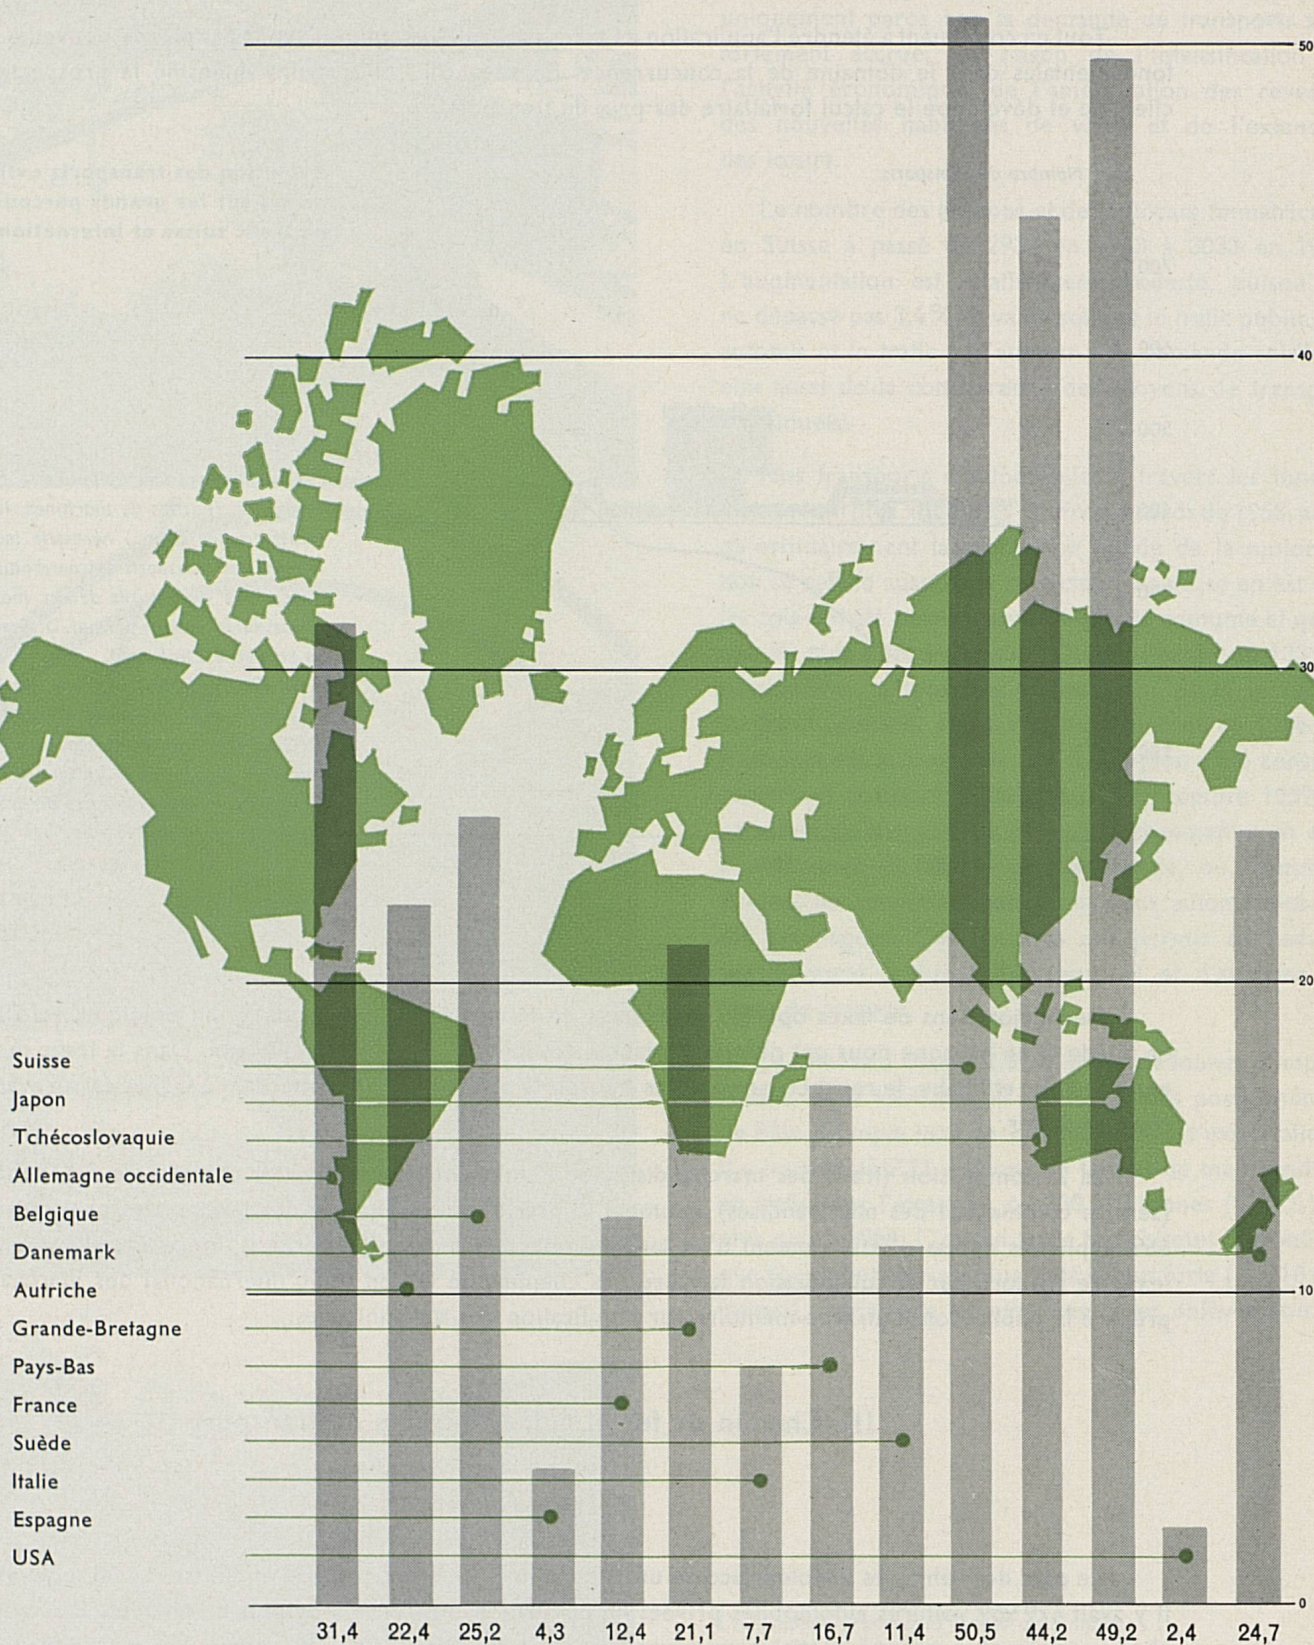 50
40
30
20
Suisse
Japon
Tchécoslovaquie
Allemagne occidentale
Belgique
Danemark
Autriche
10
Grande-Bretagne
Pays-Bas
France
Suède
Italie
Espagne
USA
0
31,4 22,4 25,2 4,3 12,4 21,1 7,7 16,7 11,4 50,5 44,2 49,2 2,4 24,7